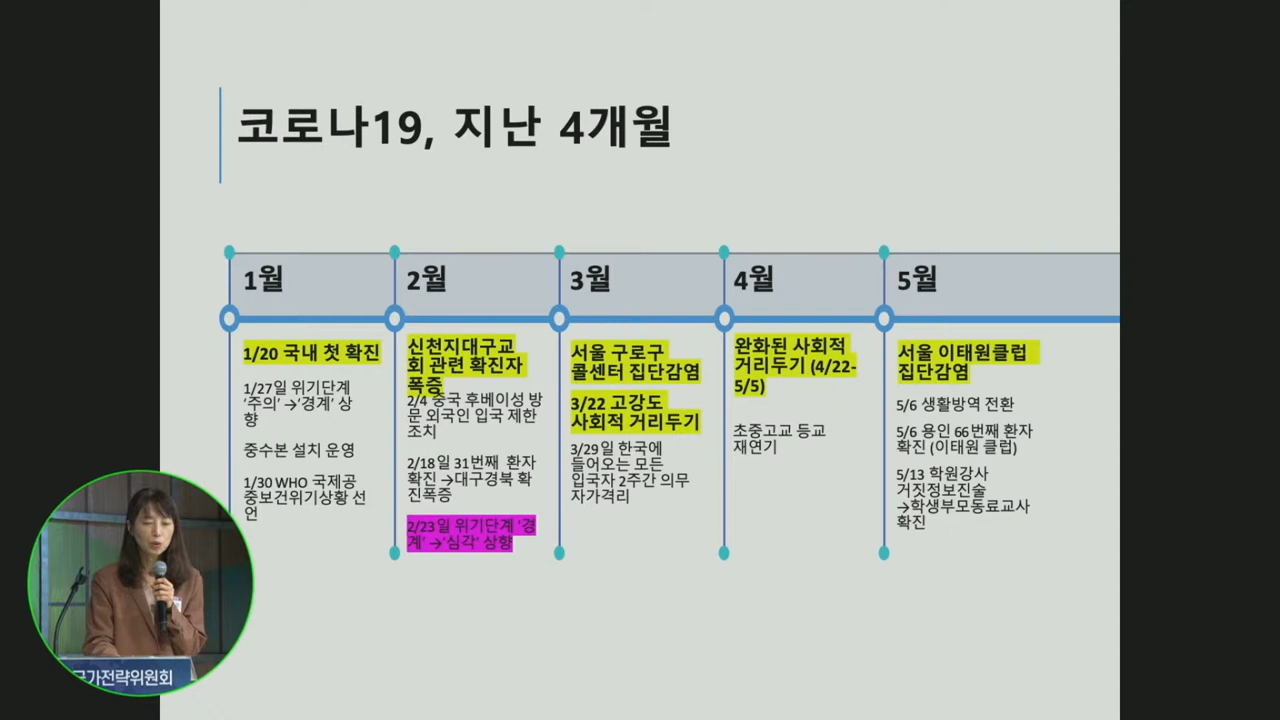 코로나19, 지난 4개월
1월
1/20 국내 첫 확진
1/27일 위기단계
‘주의’ →‘경계’ 상
향
중수본 설치 운영
1/30 WHO 국제공
중보건위기상황 선
언
2월
신천지대구교
회 관련 확진자
폭증
2/4 중국 후베이성 방
문 외국인 입국 제한
조치
2/18일 31번째 환자
확진 →대구경북 확
진폭증
2/23일 위기단계 ‘경
계’ →‘심각’ 상향
3월
서울 구로구
콜센터 집단감염
3/22 고강도
사회적 거리두기
3/29일 한국에
들어오는 모든
입국자 2주간 의무
자가격리
4월
완화된 사회적
거리두기 (4/22-
5/5)
초중고교 등교
재연기
5월
서울 이태원클럽
집단감염
5/6 생활방역 전환
5/6 용인 66번째 환자
확진 (이태원 클럽)
5/13 학원강사
거짓정보진술
→학생부모동료교사
확진
국가전략위원회